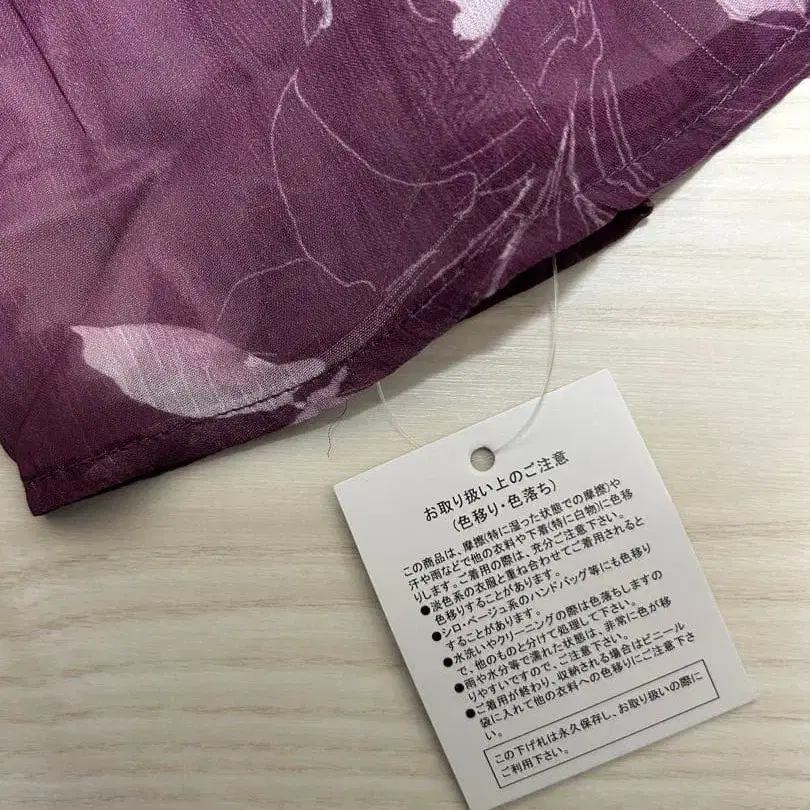 お取り扱い上のご注意
(色移り・色落ち)
この商品は、摩擦(特に湿った状態での摩擦)や
汗や雨などで他の衣料や下着(特に白物)に色移
りします。ご着用の際は、充分ご注意下さい。
●淡色系の衣服と重ね合わせてご着用されると
色移りすることがあります。
●シロ・ベージュ系のハンドバッグ等にも色移り
することがあります。
●水洗いやクリーニングの際は色落ちしますの
で、他のものと分けて処理して下さい。
●雨や水分等で濡れた状態は、非常に色が移
りやすいですので、ご注意下さい。
●ご着用が終わり、収納される場合はビニール
袋に入れて他の衣料への色移りにご注意下さ
い。
この下げ札は永久保存し、お取り扱いの際に
ご利用下さい。